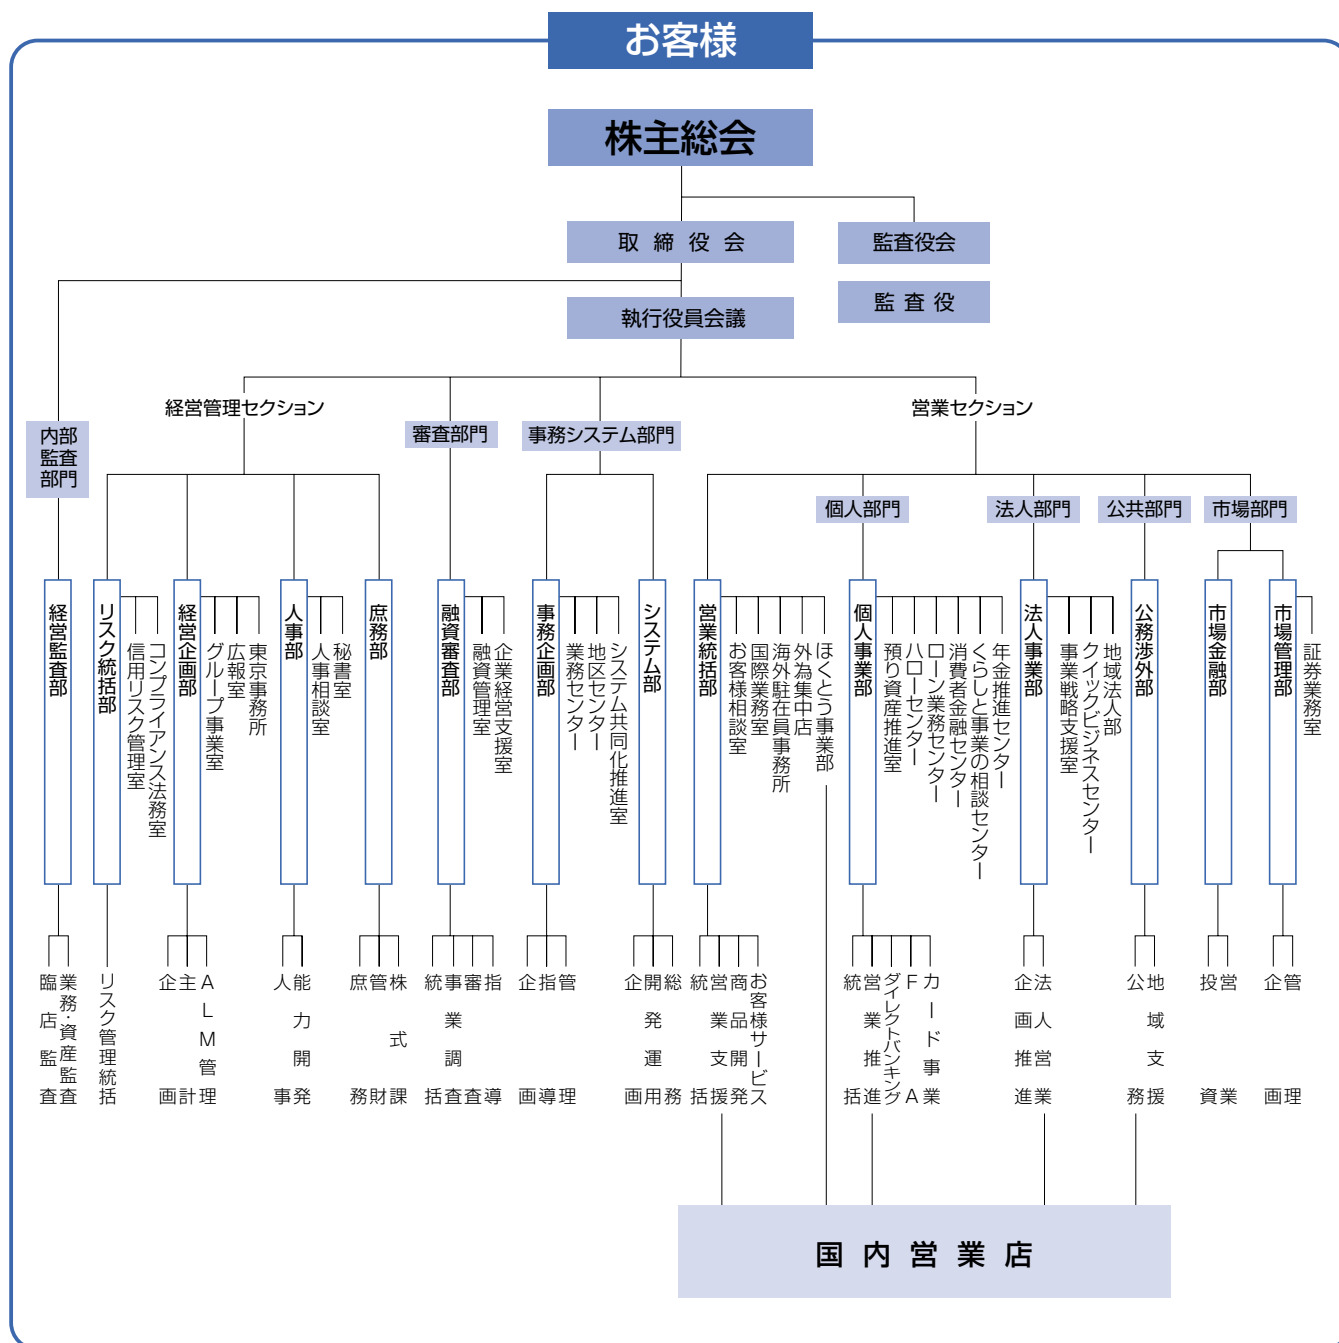 お客様
株主総会
取締役会
監査役会
監査役
執行役員会議
経営管理セクション
営業セクション
内部監査部門
審査部門
事務システム部門
個人部門
法人部門
公共部門
市場部門
経営監査部
リスク統括部
信用リスク管理室
コンプライアンス法務室
経営企画部
グループ事業室
広報室
東京事務所
人事部
人事相談室
秘書室
庶務部
融資審査部
融資管理室
企業経営支援室
事務企画部
業務センター
地区センター
システム共同化推進室
システム部
営業統括部
お客様相談室
国際業務室
海外駐在員事務所
外為集中店
ほくとう事業部
個人事業部
預り資産推進室
ハローセンター
ローン業務センター
消費者金融センター
くらしと事業の相談センター
年金推進センター
法人事業部
事業戦略支援室
クイックビジネスセンター
地域法人部
公務渉外部
市場金融部
市場管理部
証券業務室
臨店監査
業務・資産監査
リスク管理統括
企画
主計
ALM管理
人事
能力開発
庶務
管財
株式課
統括
事業調査
審査
指導
企画
指導
管理
企画
開発運用
総務
統括
営業支援
商品開発
お客様サービス
統括
営業推進
ダイレクトバンキング
FA
カード事業
企画推進
法人営業
公務
地域支援
投資
営業
企画
管理
国内営業店